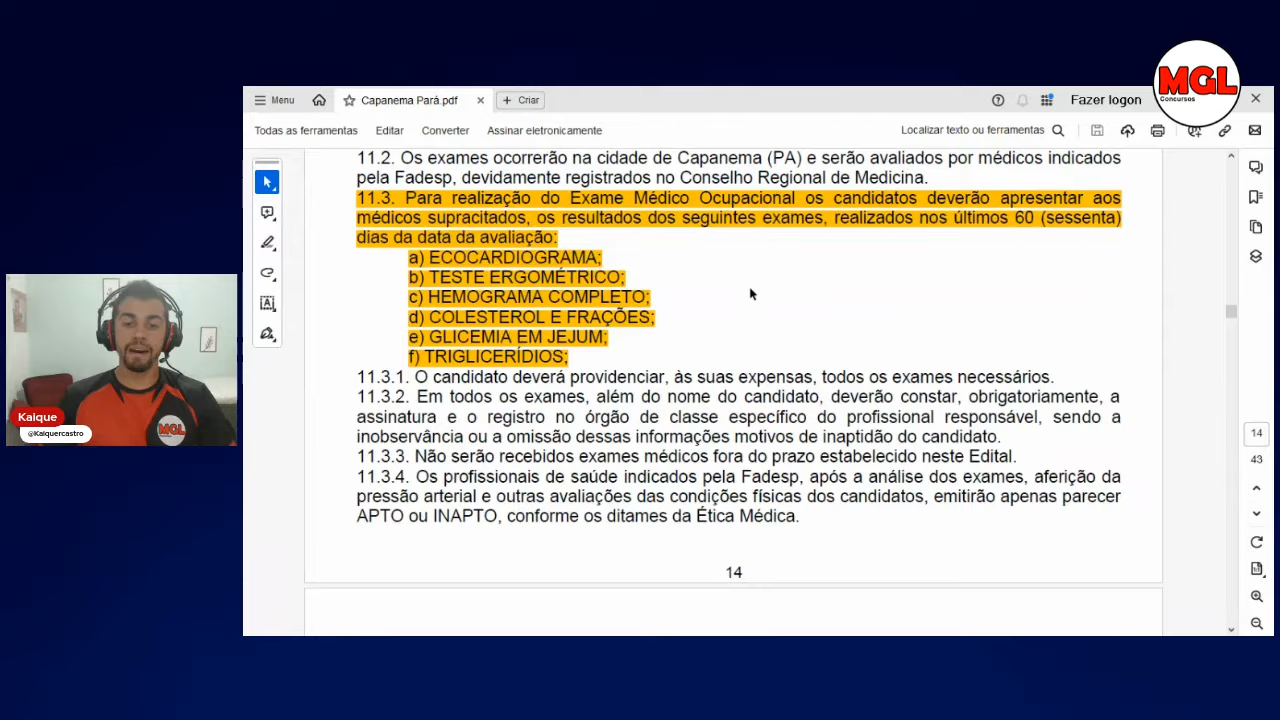 MGL
Concursos
Menu
Capanema Pará.pdf
Criar
Fazer logon
Todas as ferramentas
Editar
Converter
Assinar eletronicamente
Localizar texto ou ferramentas
11.2. Os exames ocorrerão na cidade de Capanema (PA) e serão avaliados por médicos indicados
pela Fadesp, devidamente registrados no Conselho Regional de Medicina.
11.3. Para realização do Exame Médico Ocupacional os candidatos deverão apresentar aos
médicos supracitados, os resultados dos seguintes exames, realizados nos últimos 60 (sessenta)
dias da data da avaliação:
a) ECOCARDIOGRAMA;
b) TESTE ERGOMÉTRICO;
c) HEMOGRAMA COMPLETO;
d) COLESTEROL E FRAÇÕES;
e) GLICEMIA EM JEJUM;
f) TRIGLICERÍDIOS;
11.3.1. O candidato deverá providenciar, às suas expensas, todos os exames necessários.
11.3.2. Em todos os exames, além do nome do candidato, deverão constar, obrigatoriamente, a
assinatura e o registro no órgão de classe específico do profissional responsável, sendo a
inobservância ou a omissão dessas informações motivos de inaptidão do candidato.
11.3.3. Não serão recebidos exames médicos fora do prazo estabelecido neste Edital.
11.3.4. Os profissionais de saúde indicados pela Fadesp, após a análise dos exames, aferição da
pressão arterial e outras avaliações das condições físicas dos candidatos, emitirão apenas parecer
APTO ou INAPTO, conforme os ditames da Ética Médica.
14
14
43
Kaique
@Kaiquercastro
MGL